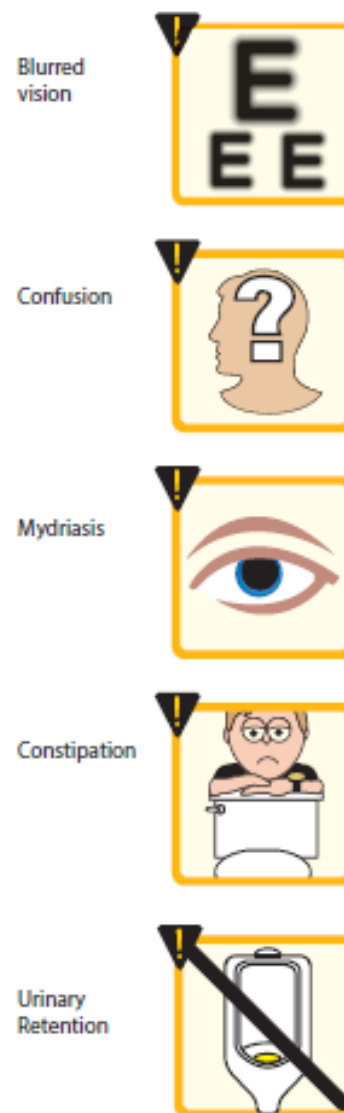 Blurred
vision
!
E
E E
Confusion
!
?
Mydriasis
!
Constipation
!
Urinary
Retention
!